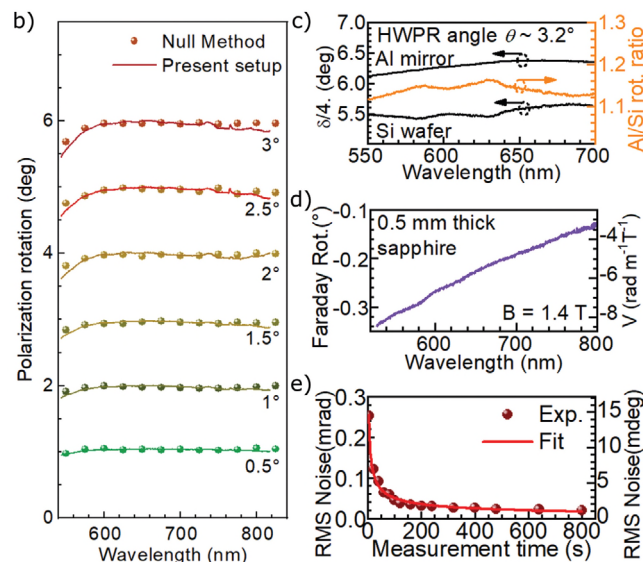 b)
Null Method
Present setup
3°
2.5°
2°
1.5°
1°
0.5°
6
4
2
0
Polarization rotation (deg)
600 700 800
Wavelength (nm)
c)
HWPR angle θ ~ 3.2°
Al mirror
Si wafer
7.0
6.5
6.0
5.5
δ/4. (deg)
1.3
1.2
1.1
Al/Si rot. ratio
550 600 650 700
Wavelength (nm)
d)
0.5 mm thick
sapphire
B = 1.4 T
-0.1
-0.2
-0.3
Faraday Rot.(°)
-4
-6
-8
V (rad m⁻¹T⁻¹)
600 700 800
Wavelength (nm)
e)
Exp.
Fit
0.3
0.2
0.1
0.0
RMS Noise(mrad)
15
10
5
0
RMS Noise(mdeg)
0 200 400 600 800
Measurement time (s)